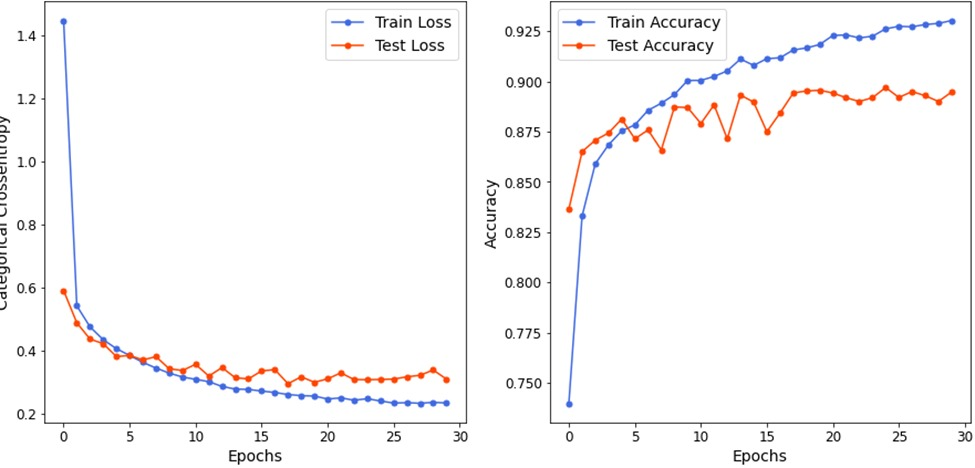 Train Loss
Test Loss
Categorical Crossentropy
1.4
1.2
1.0
0.8
0.6
0.4
0.2
0 5 10 15 20 25 30
Epochs
Train Accuracy
Test Accuracy
Accuracy
0.925
0.900
0.875
0.850
0.825
0.800
0.775
0.750
0 5 10 15 20 25 30
Epochs